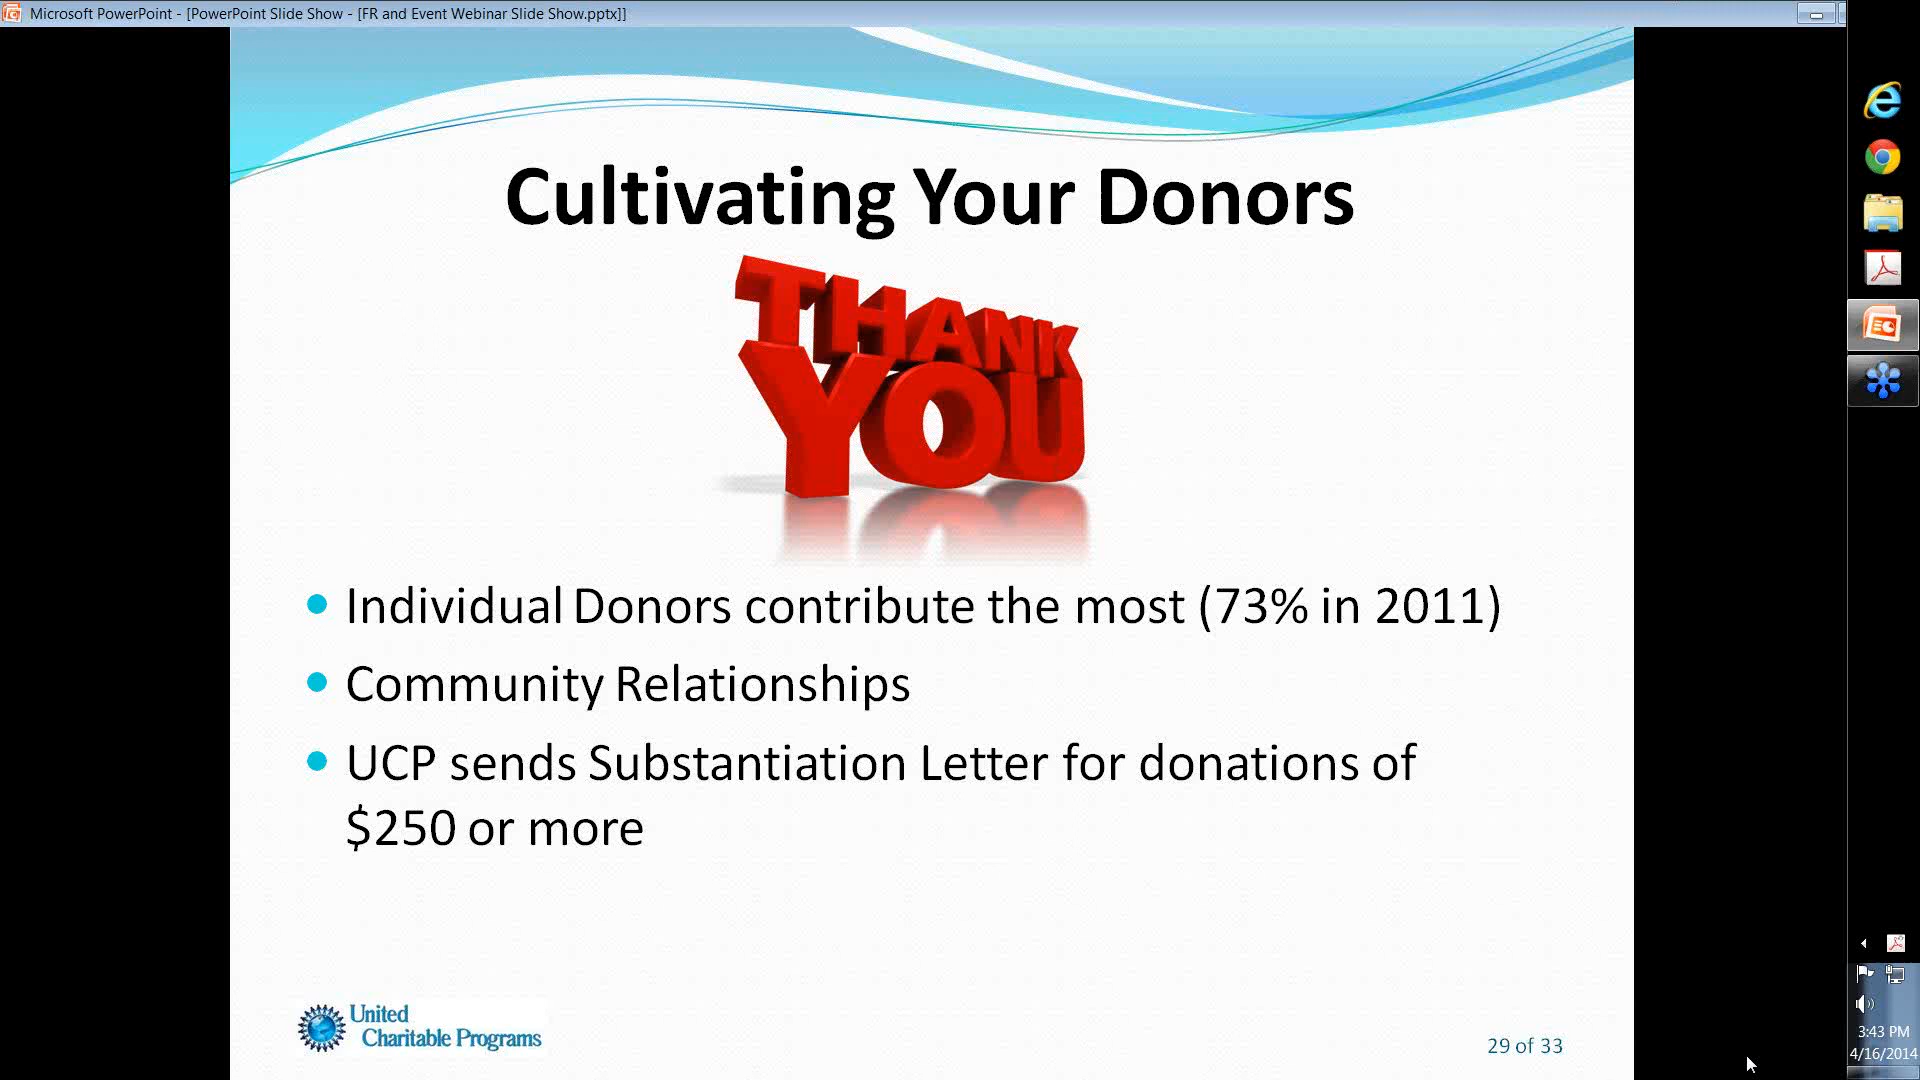 Microsoft PowerPoint - [PowerPoint Slide Show - [FR and Event Webinar Slide Show.pptx]]
Cultivating Your Donors
THANK
YOU
• Individual Donors contribute the most (73% in 2011)
• Community Relationships
• UCP sends Substantiation Letter for donations of
$250 or more
United
Charitable Programs
29 of 33
3:43 PM
4/16/2014